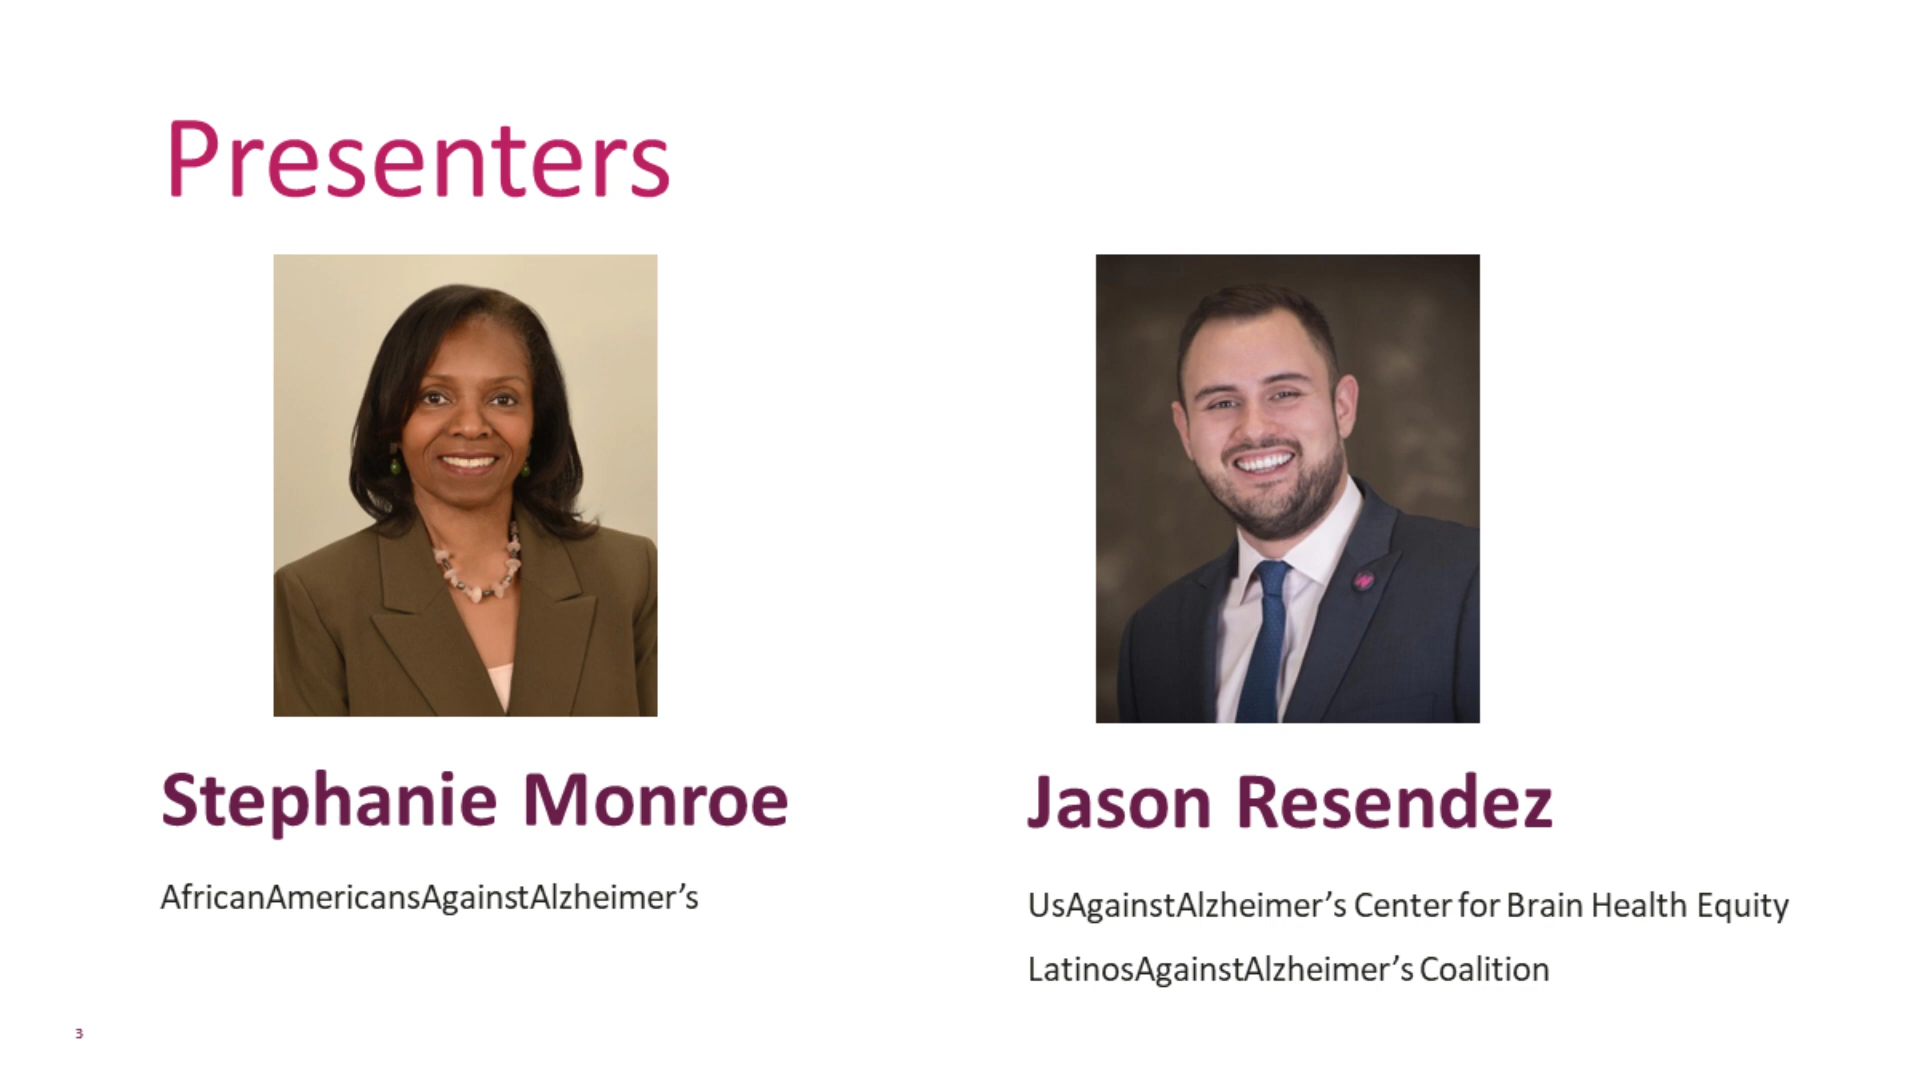 Presenters
Stephanie Monroe
AfricanAmericansAgainstAlzheimer’s
Jason Resendez
UsAgainstAlzheimer’s Center for Brain Health Equity
LatinosAgainstAlzheimer’s Coalition
3